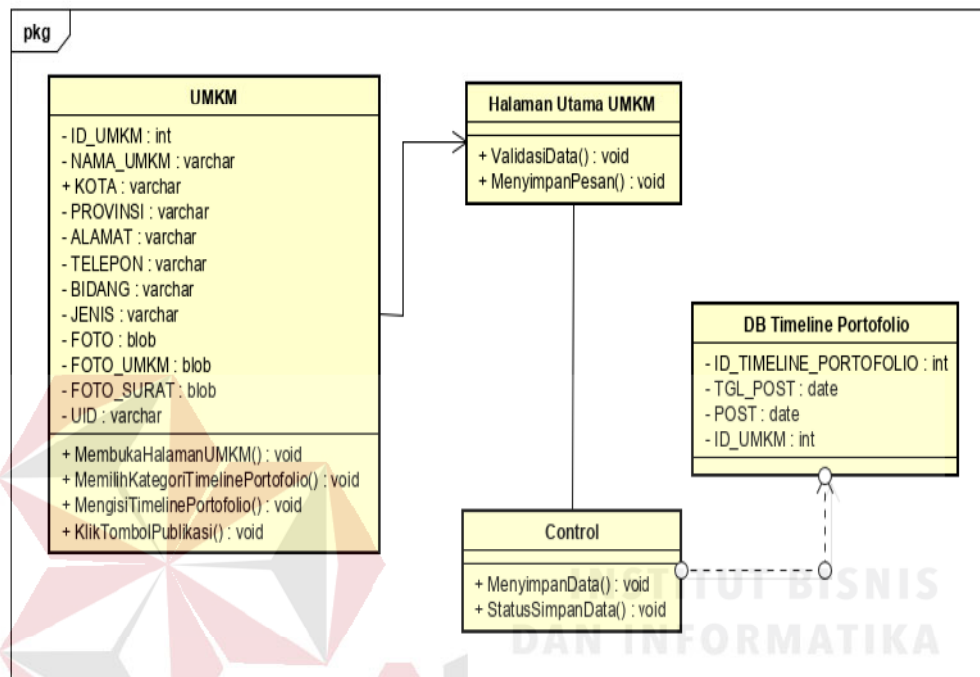 pkg
UMKM
- ID_UMKM : int
- NAMA_UMKM : varchar
+ KOTA : varchar
- PROVINSI : varchar
- ALAMAT : varchar
- TELEPON : varchar
- BIDANG : varchar
- JENIS : varchar
- FOTO : blob
- FOTO_UMKM : blob
- FOTO_SURAT : blob
- UID : varchar
+ MembukaHalamanUMKM() : void
+ MemilihKategoriTimelinePortofolio() : void
+ MengisiTimelinePortofolio() : void
+ KlikTombolPublikasi() : void
Halaman Utama UMKM
+ ValidasiData() : void
+ MenyimpanPesan() : void
DB Timeline Portofolio
- ID_TIMELINE_PORTOFOLIO : int
- TGL_POST : date
- POST : date
- ID_UMKM : int
Control
+ MenyimpanData() : void
+ StatusSimpanData() : void
INSTITUT BISNIS
DAN INFORMATIKA